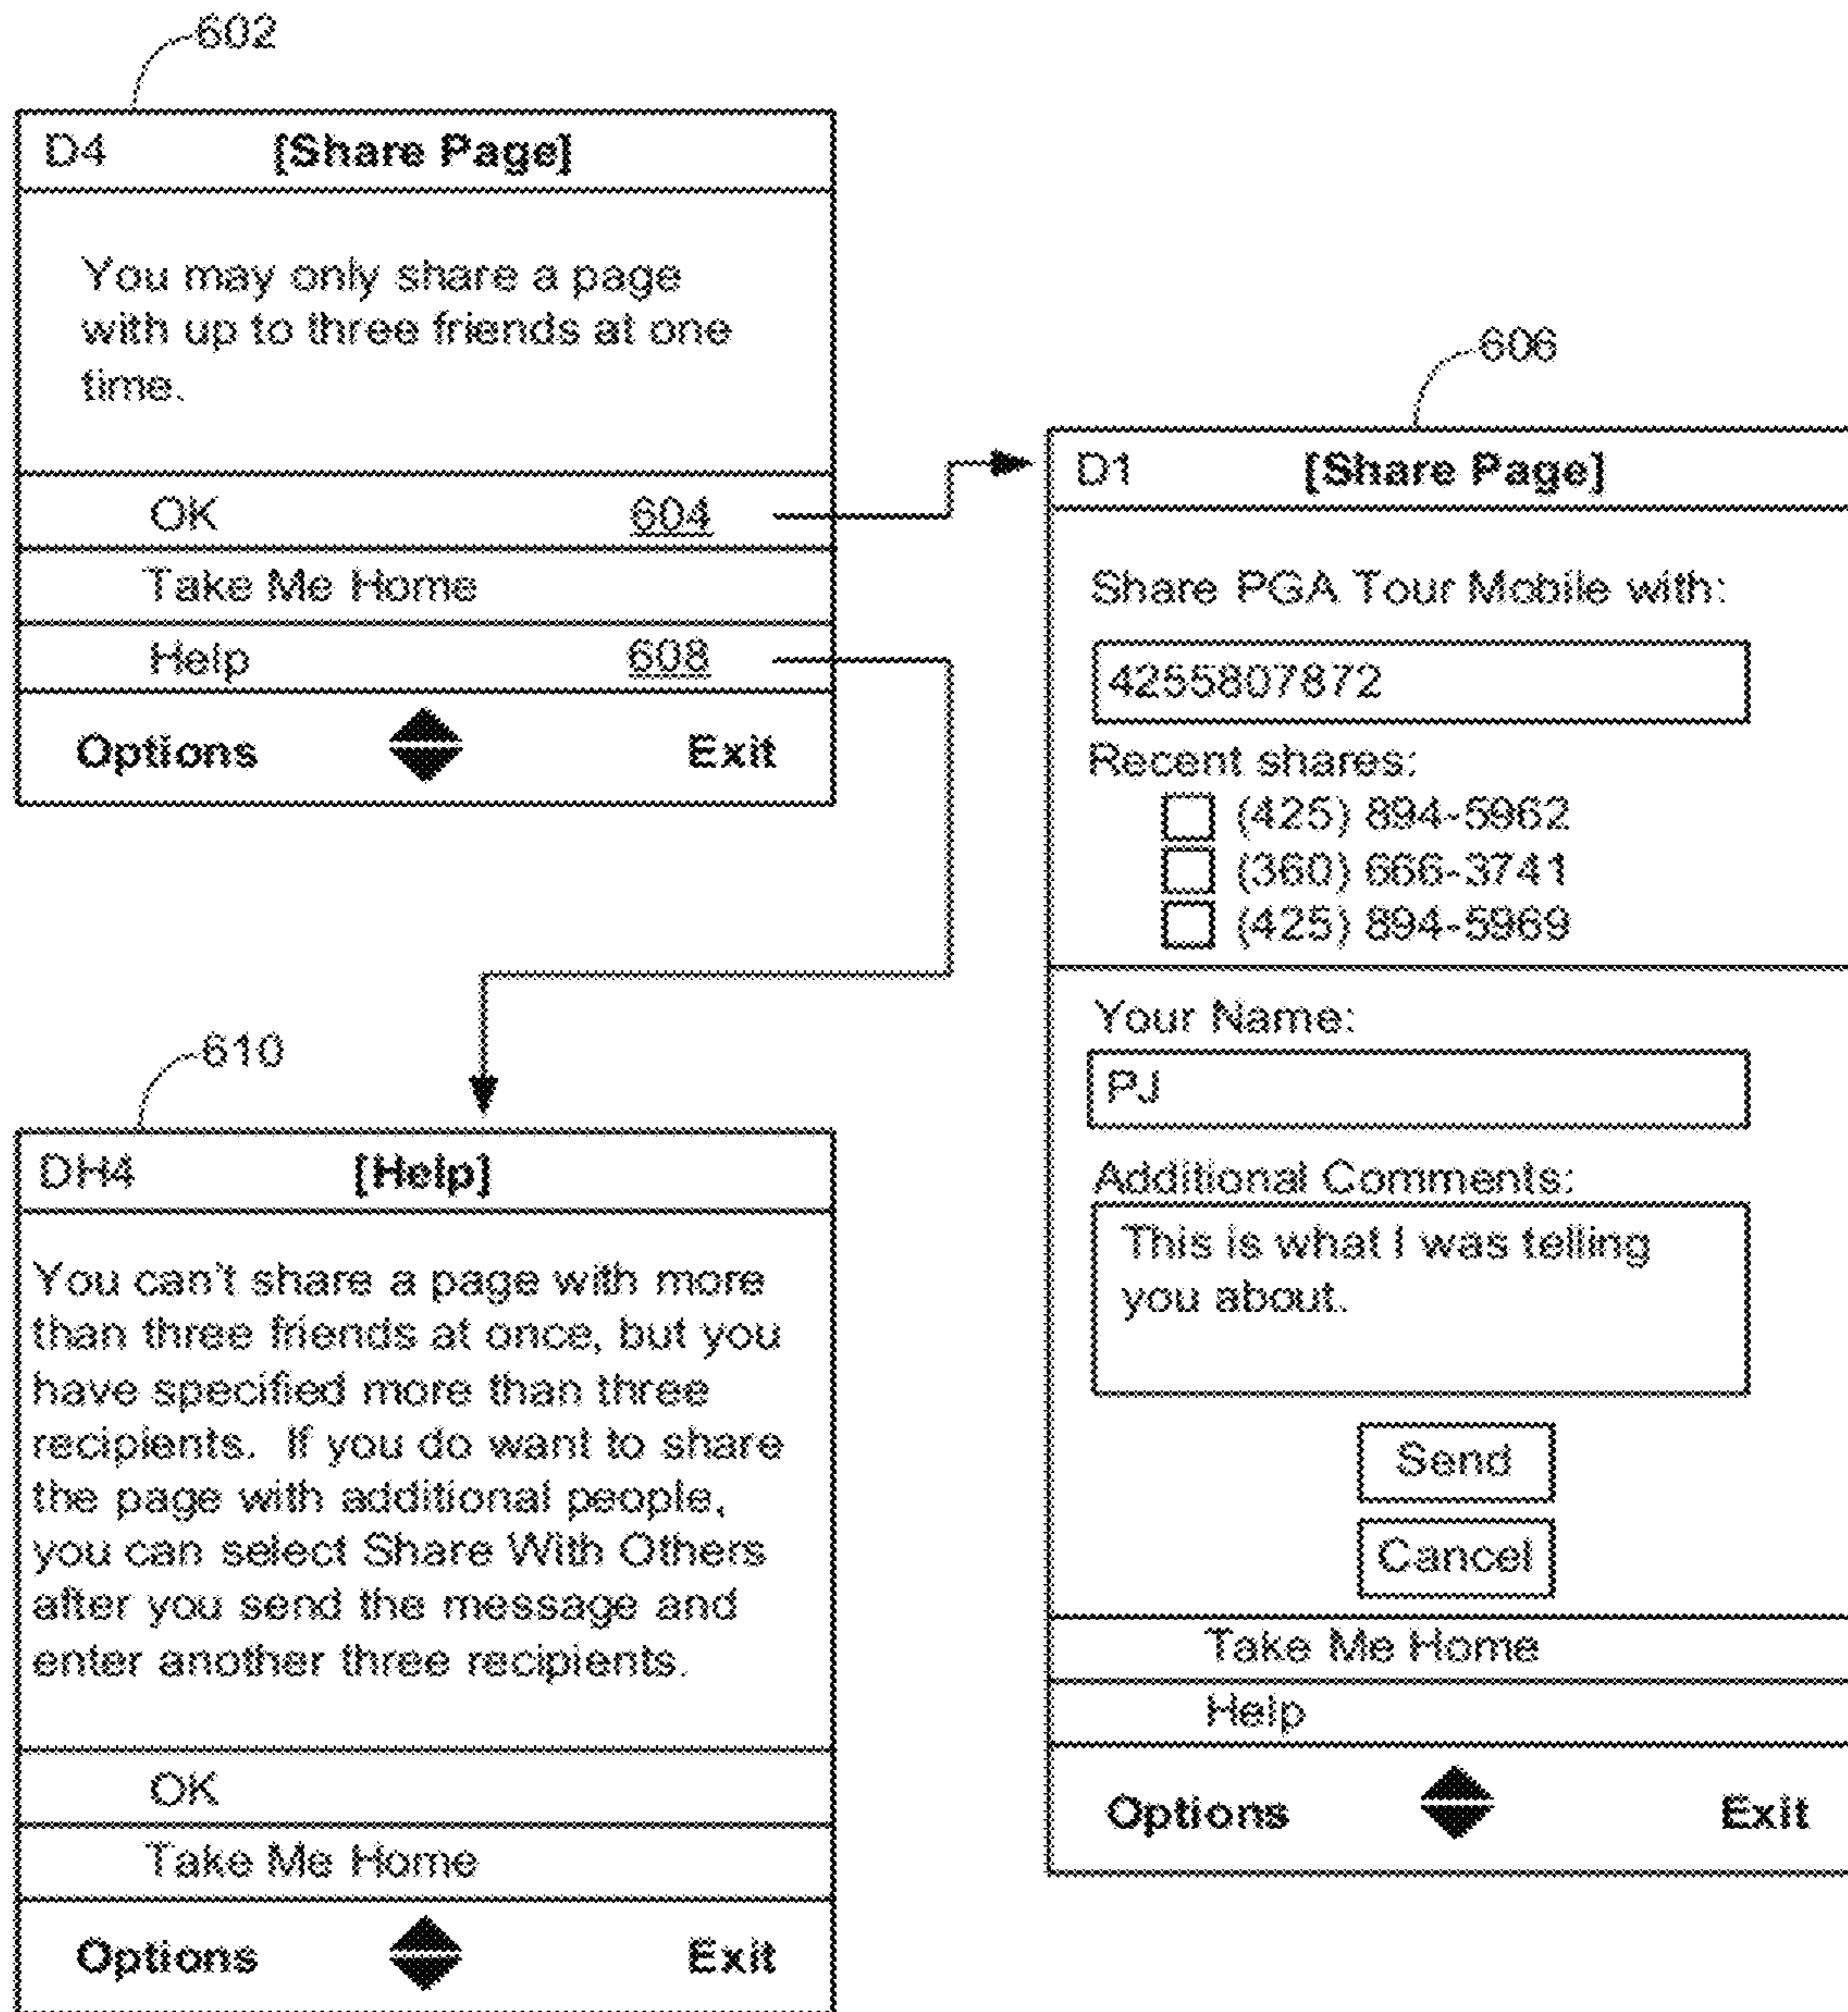 602
D4 [Share Page]
You may only share a page
with up to three friends at one
time.
OK 604
Take Me Home
Help 608
Options Exit
606
D1 [Share Page]
Share PGA Tour Mobile with:
4255807872
Recent shares:
(425) 894-5962
(360) 666-3741
(425) 894-5969
Your Name:
PJ
Additional Comments:
This is what I was telling
you about.
Send
Cancel
Take Me Home
Help
Options Exit
610
DH4 [Help]
You can't share a page with more
than three friends at once, but you
have specified more than three
recipients. If you do want to share
the page with additional people,
you can select Share With Others
after you send the message and
enter another three recipients.
OK
Take Me Home
Options Exit